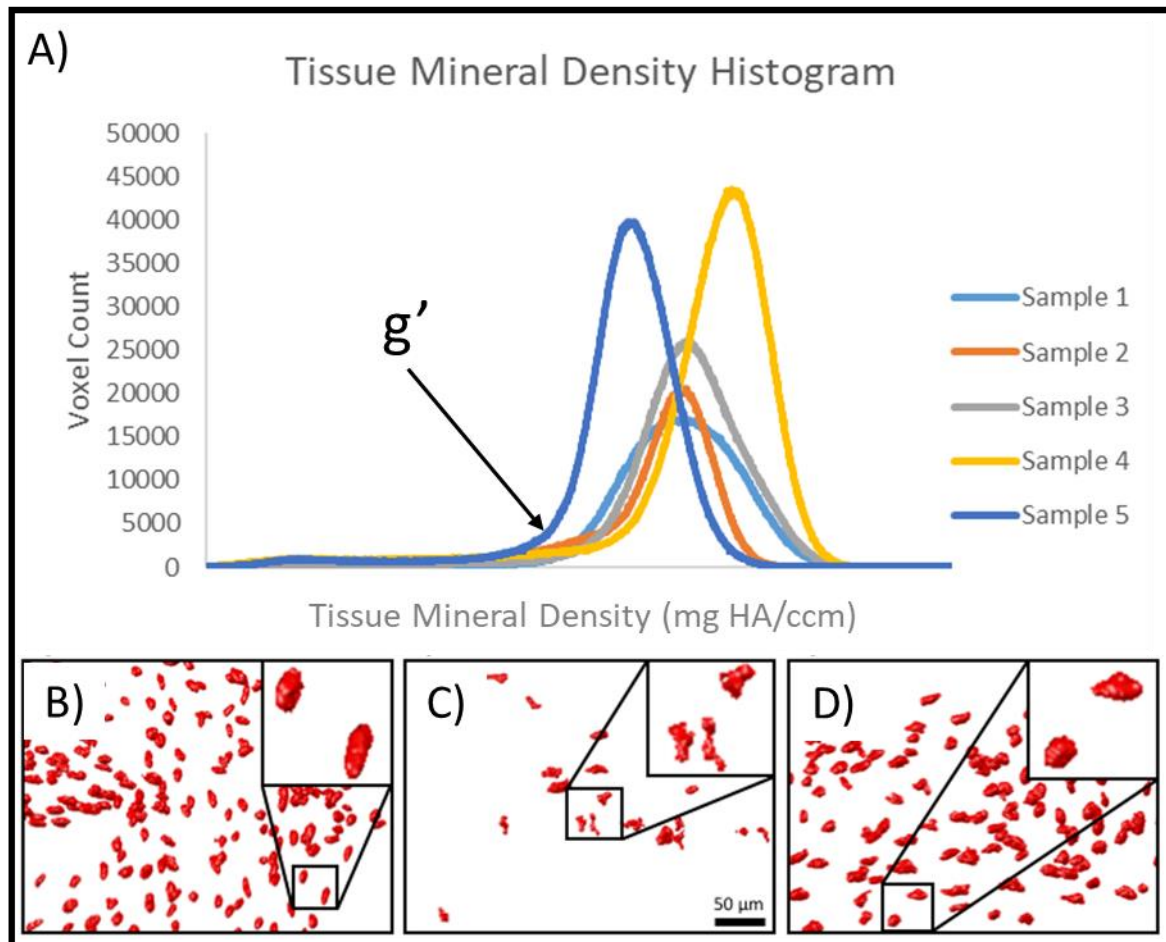 A)
Tissue Mineral Density Histogram
50000
45000
40000
35000
30000
25000
20000
15000
10000
5000
0
Voxel Count
g’
Sample 1
Sample 2
Sample 3
Sample 4
Sample 5
Tissue Mineral Density (mg HA/ccm)
B)
C)
D)
50 µm